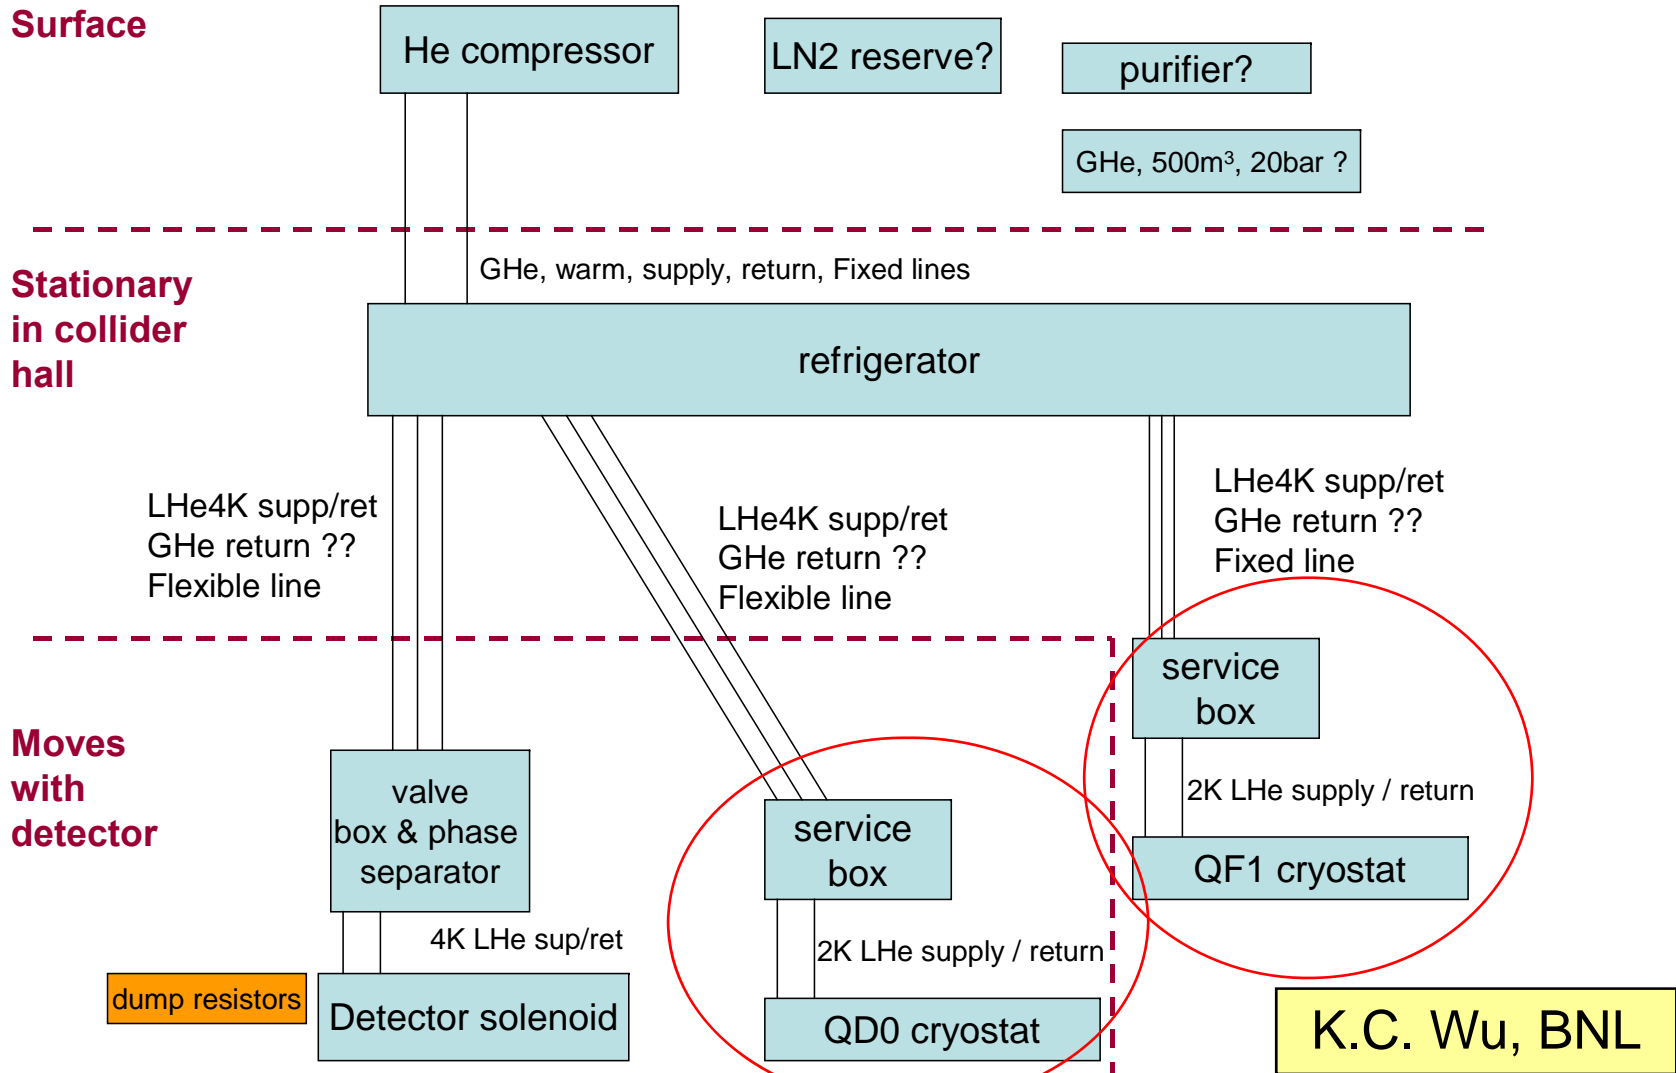 Surface
He compressor
LN2 reserve?
purifier?
GHe, 500m³, 20bar ?
GHe, warm, supply, return, Fixed lines
Stationary
in collider
hall
refrigerator
LHe4K supp/ret
GHe return ??
Flexible line
LHe4K supp/ret
GHe return ??
Flexible line
LHe4K supp/ret
GHe return ??
Fixed line
Moves
with
detector
valve
box & phase
separator
4K LHe sup/ret
dump resistors
Detector solenoid
service
box
2K LHe supply / return
QD0 cryostat
service
box
2K LHe supply / return
QF1 cryostat
K.C. Wu, BNL